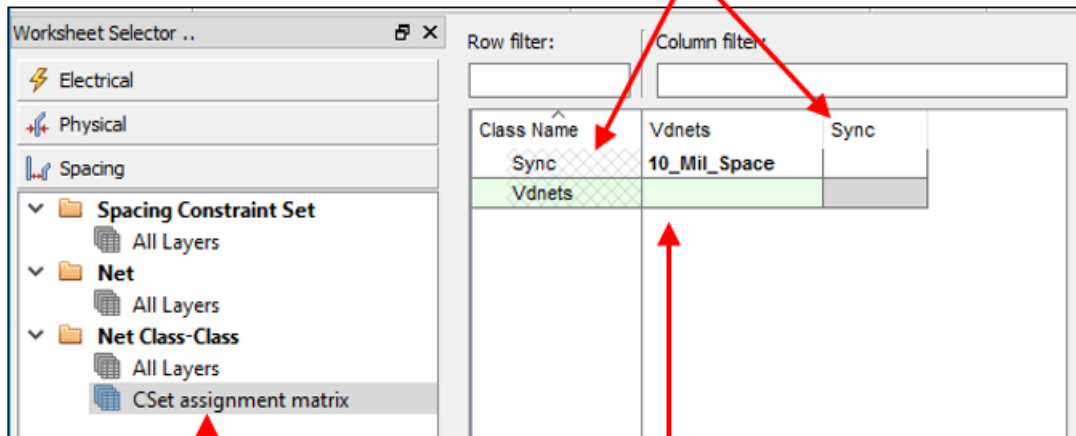 Worksheet Selector ..
Electrical
Physical
Spacing
Spacing Constraint Set
All Layers
Net
All Layers
Net Class-Class
All Layers
CSet assignment matrix
Row filter:
Column filter:
Class Name Vdnets Sync
Sync 10_Mil_Space
Vdnets